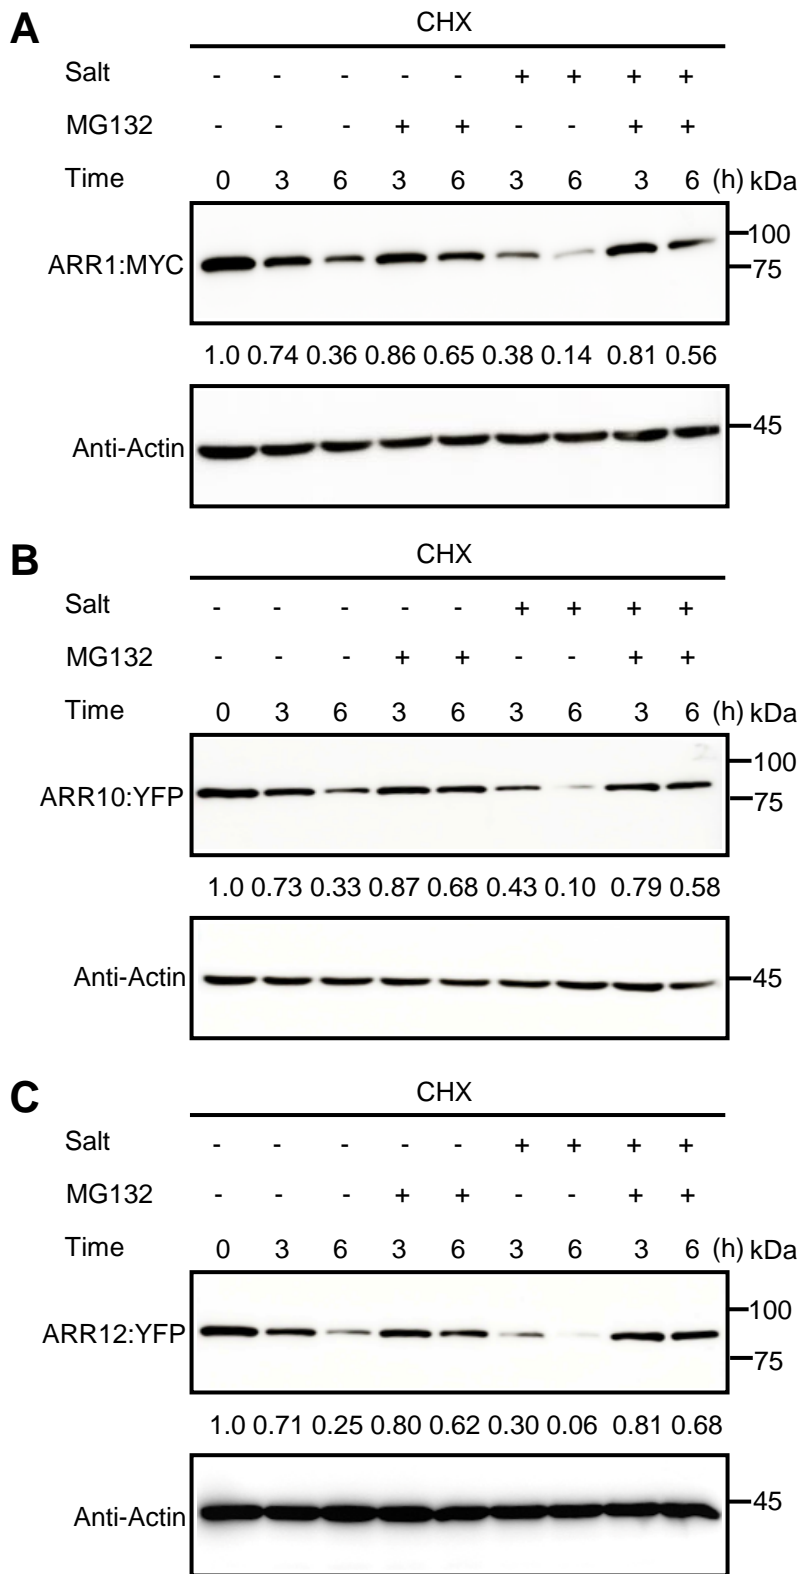 A
CHX
Salt - - - - - + + + +
MG132 - - - + + - - + +
Time 0 3 6 3 6 3 6 3 6 (h) kDa
100
ARR1:MYC
75
1.0 0.74 0.36 0.86 0.65 0.38 0.14 0.81 0.56
45
Anti-Actin
B
CHX
Salt - - - - - + + + +
MG132 - - - + + - - + +
Time 0 3 6 3 6 3 6 3 6 (h) kDa
100
ARR10:YFP
75
1.0 0.73 0.33 0.87 0.68 0.43 0.10 0.79 0.58
Anti-Actin 45
C
CHX
Salt - - - - - + + + +
MG132 - - - + + - - + +
Time 0 3 6 3 6 3 6 3 6 (h) kDa
100
ARR12:YFP
75
1.0 0.71 0.25 0.80 0.62 0.30 0.06 0.81 0.68
45
Anti-Actin